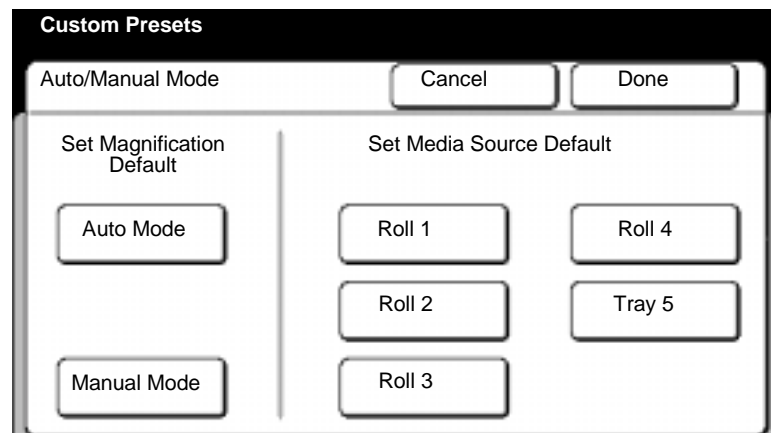 Custom Presets
Auto/Manual Mode
Cancel
Done
Set Magnification
Default
Set Media Source Default
Auto Mode
Manual Mode
Roll 1
Roll 2
Roll 3
Roll 4
Tray 5